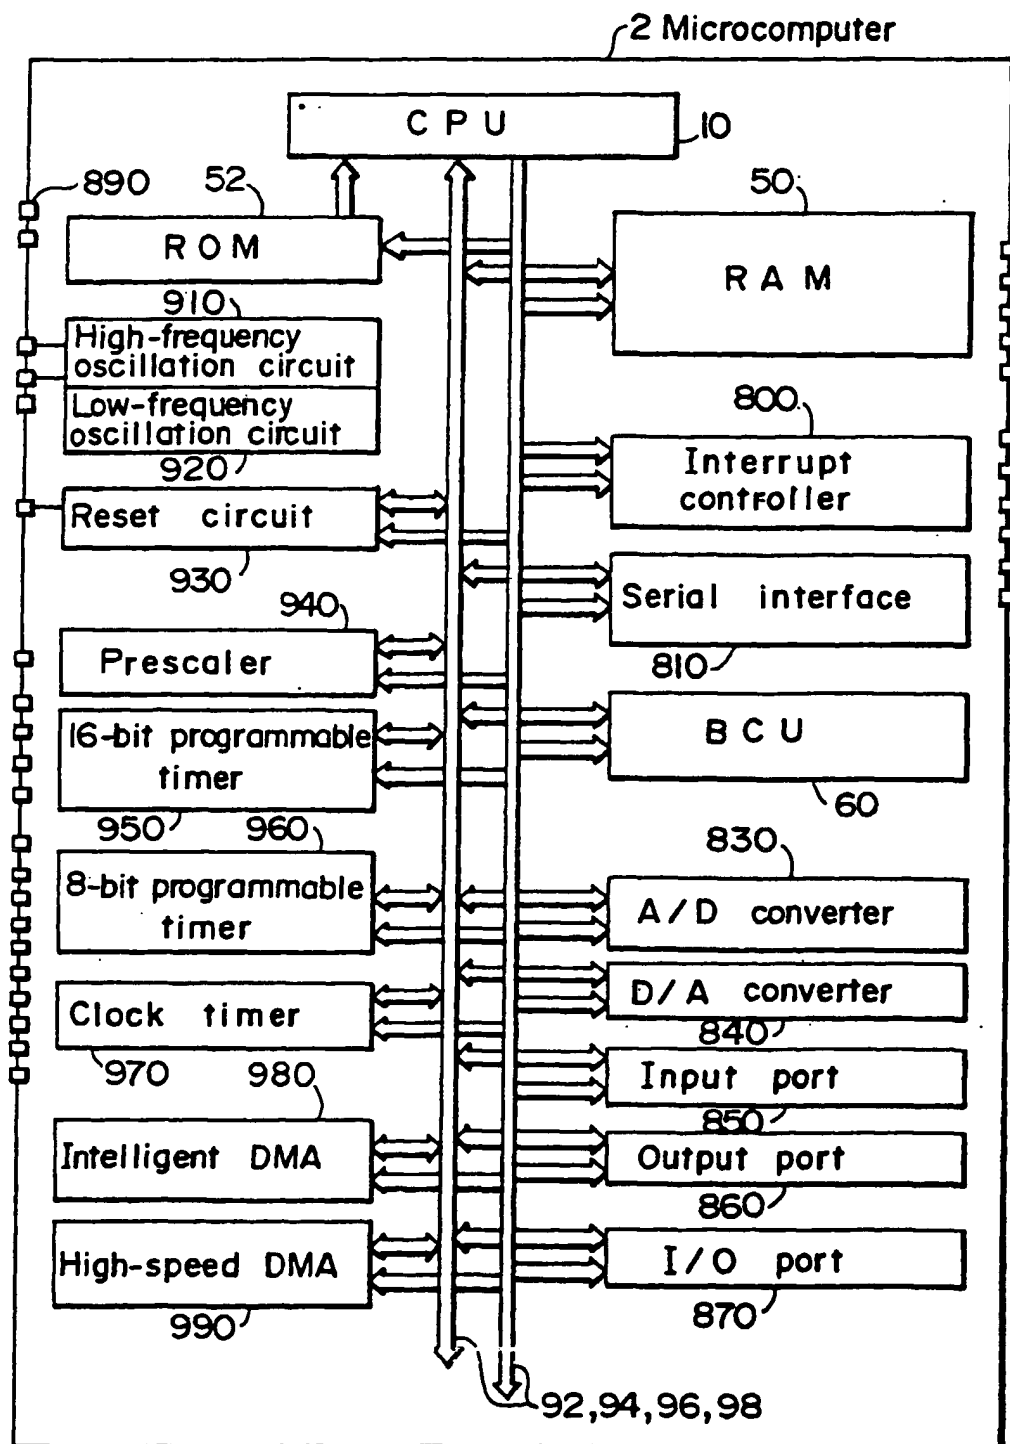 2 Microcomputer
CPU
10
890
52
50
ROM
RAM
910
High-frequency
oscillation circuit
Low-frequency
oscillation circuit
920
800
Interrupt
controller
Reset circuit
930
Serial interface
810
940
Prescaler
16-bit programmable
timer
950
BCU
60
960
8-bit programmable
timer
830
A/D converter
D/A converter
840
Clock timer
970
Input port
850
980
Intelligent DMA
Output port
860
High-speed DMA
990
I/O port
870
92,94,96,98